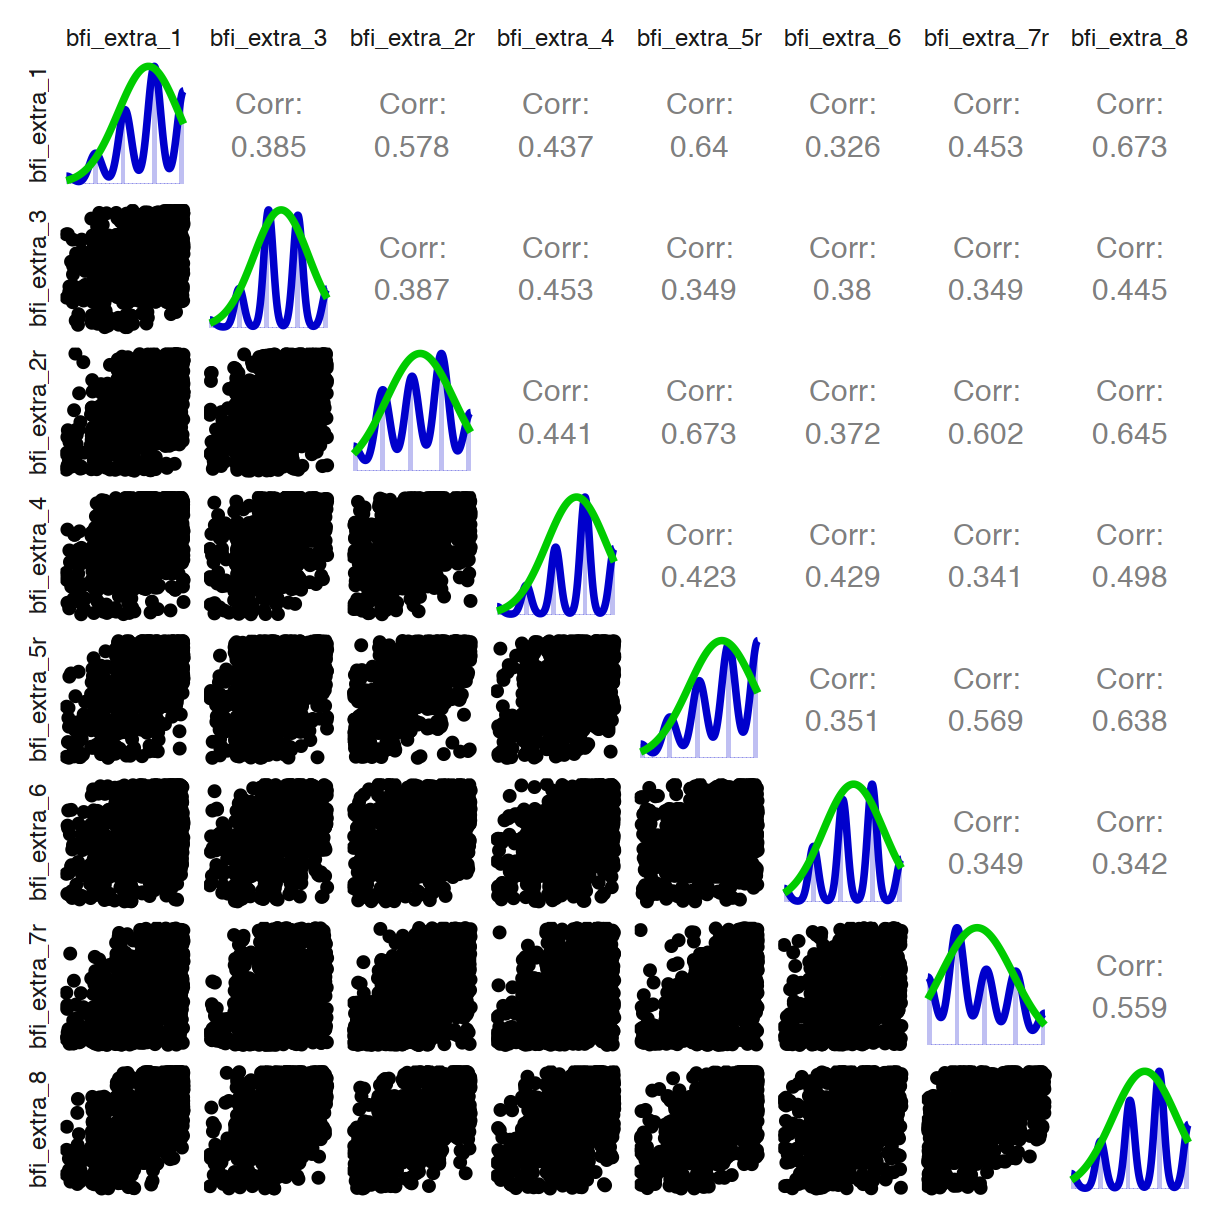 bfi_extra_1 bfi_extra_3 bfi_extra_2r bfi_extra_4 bfi_extra_5r bfi_extra_6 bfi_extra_7r bfi_extra_8
bfi_extra_1
Corr: Corr: Corr: Corr: Corr: Corr: Corr:
0.385 0.578 0.437 0.64 0.326 0.453 0.673
bfi_extra_3
Corr: Corr: Corr: Corr: Corr: Corr:
0.387 0.453 0.349 0.38 0.349 0.445
bfi_extra_2r
Corr: Corr: Corr: Corr: Corr:
0.441 0.673 0.372 0.602 0.645
bfi_extra_4
Corr: Corr: Corr: Corr:
0.423 0.429 0.341 0.498
bfi_extra_5r
Corr: Corr: Corr:
0.351 0.569 0.638
bfi_extra_6
Corr: Corr:
0.349 0.342
bfi_extra_7r
Corr:
0.559
bfi_extra_8